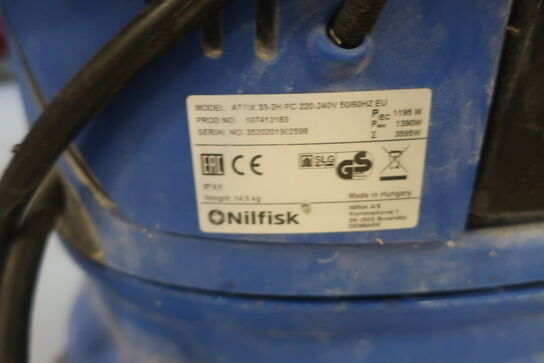 MODEL: ATTIX 33-2H PC 220-240V 50/60HZ EU
PROD NO: 107412183
SERIAL NO: 3520201902598
P IEC 1195 W
P max 1390W
Σ 3595W
EAC CE SLG GS
IPX4
Weight: 14.5 kg
Made in Hungary
Nilfisk
Nilfisk A/S
Kornmarksvej 1
DK-2605 Broendby
DENMARK